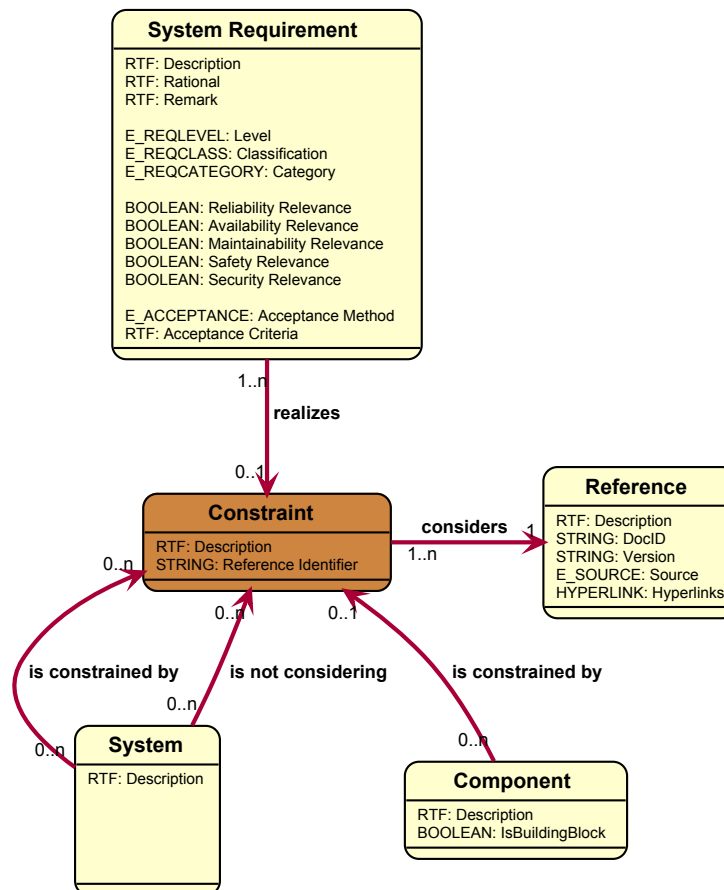 System Requirement
RTF: Description
RTF: Rational
RTF: Remark
E_REQLEVEL: Level
E_REQCLASS: Classification
E_REQCATEGORY: Category
BOOLEAN: Reliability Relevance
BOOLEAN: Availability Relevance
BOOLEAN: Maintainability Relevance
BOOLEAN: Safety Relevance
BOOLEAN: Security Relevance
E_ACCEPTANCE: Acceptance Method
RTF: Acceptance Criteria
1..n
realizes
0..1
Constraint
RTF: Description
STRING: Reference Identifier
considers
1..n
1
Reference
RTF: Description
STRING: DocID
STRING: Version
E_SOURCE: Source
HYPERLINK: Hyperlinks
0..n
0..n
0..1
is constrained by
is not considering
is constrained by
0..n
0..n
0..n
System
RTF: Description
Component
RTF: Description
BOOLEAN: IsBuildingBlock